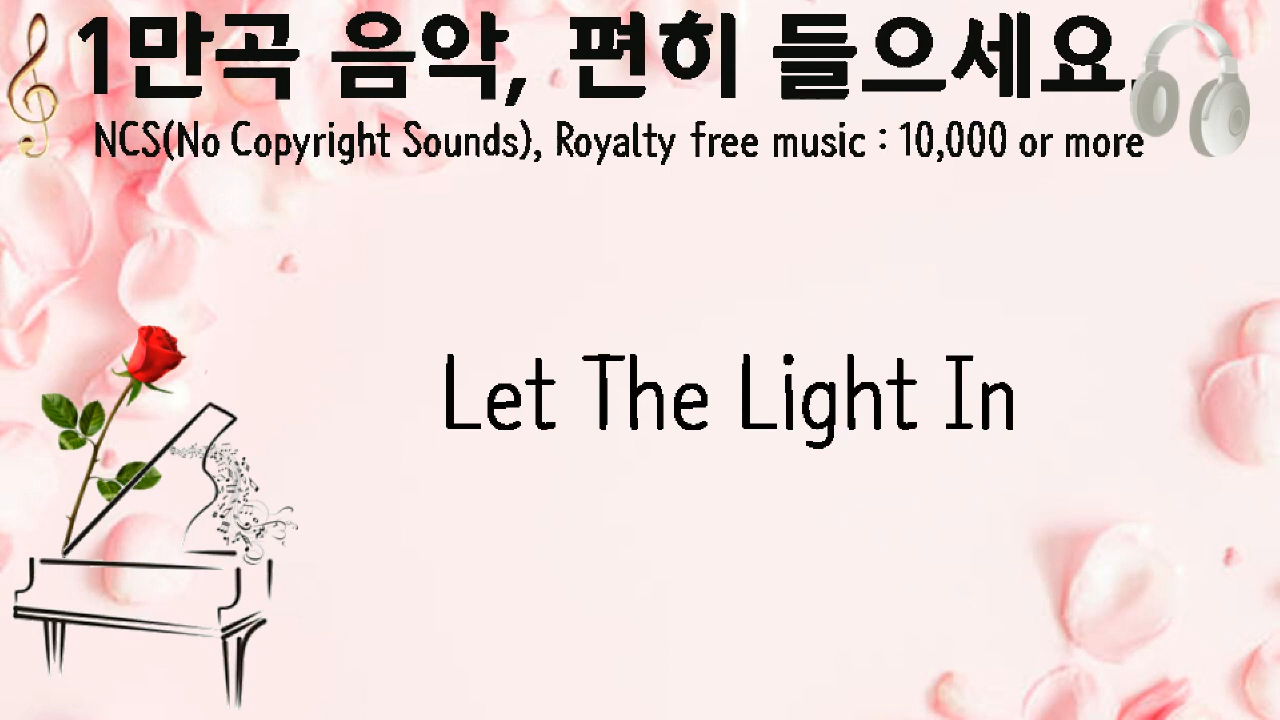 1만곡 음악, 편히 들으세요.
NCS(No Copyright Sounds), Royalty free music : 10,000 or more
Let The Light In